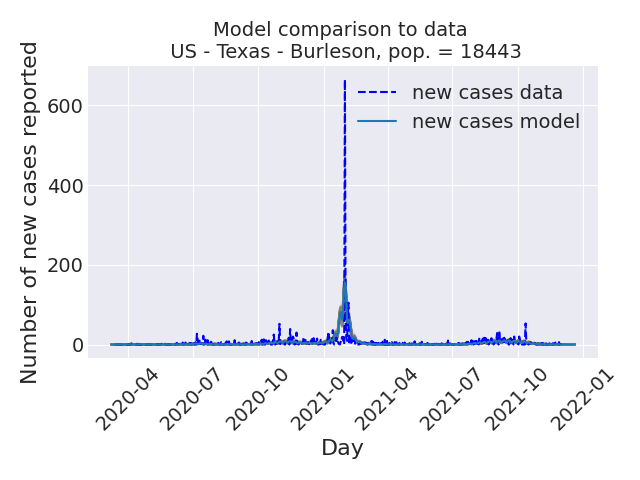 Model comparison to data
US - Texas - Burleson, pop. = 18443
Number of new cases reported
600
400
200
0
new cases data
new cases model
2020-04
2020-07
2020-10
2021-01
2021-04
2021-07
2021-10
2022-01
Day